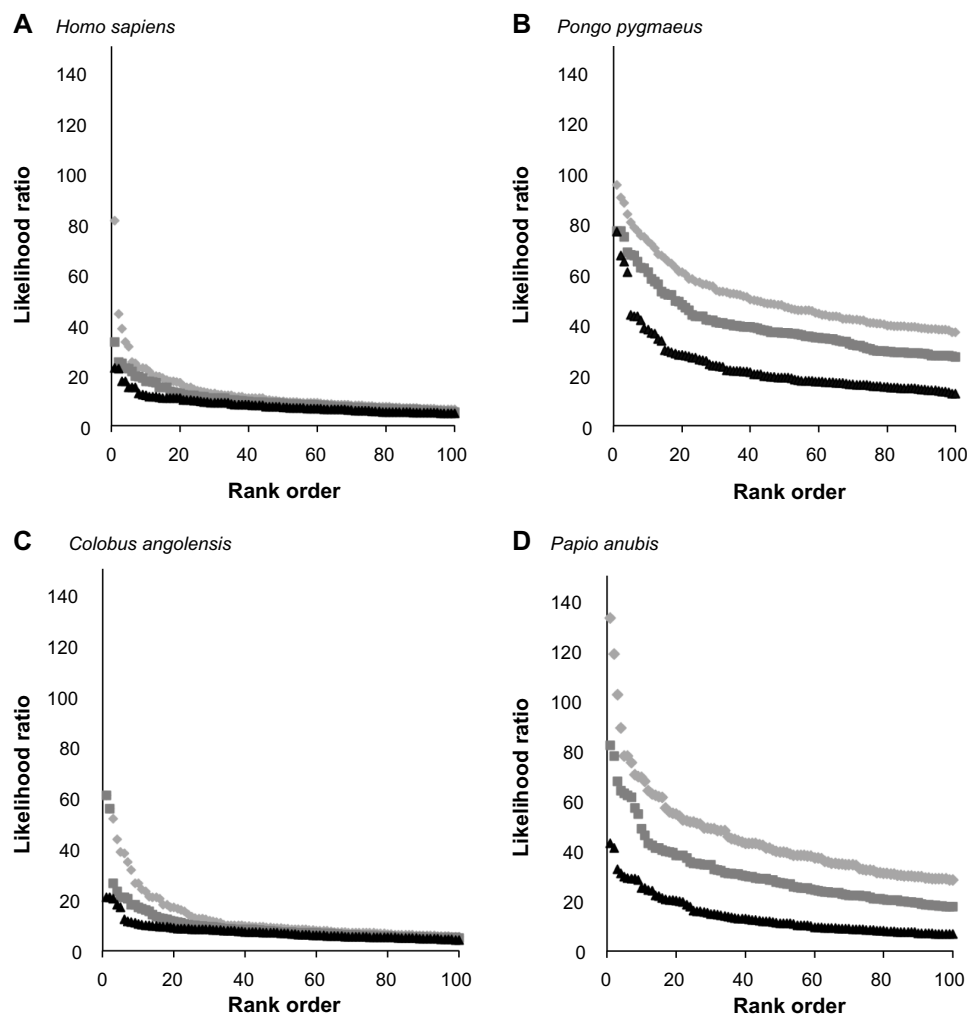 A Homo sapiens
Likelihood ratio
140
120
100
80
60
40
20
0
0 20 40 60 80 100
Rank order
B Pongo pygmaeus
Likelihood ratio
140
120
100
80
60
40
20
0
0 20 40 60 80 100
Rank order
C Colobus angolensis
Likelihood ratio
140
120
100
80
60
40
20
0
0 20 40 60 80 100
Rank order
D Papio anubis
Likelihood ratio
140
120
100
80
60
40
20
0
0 20 40 60 80 100
Rank order